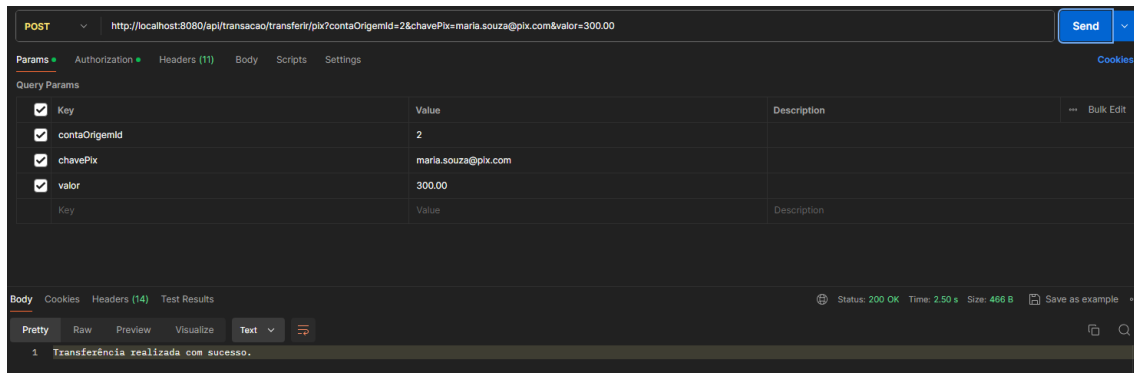 POST http://localhost:8080/api/transacao/transferir/pix?contaOrigemId=2&chavePix=maria.souza@pix.com&valor=300.00 Send
Params Authorization Headers (11) Body Scripts Settings Cookies
Query Params
Key Value Description ••• Bulk Edit
contaOrigemId 2
chavePix maria.souza@pix.com
valor 300.00
Key Value Description
Body Cookies Headers (14) Test Results Status: 200 OK Time: 2.50 s Size: 466 B Save as example
Pretty Raw Preview Visualize Text
1 Transferência realizada com sucesso.